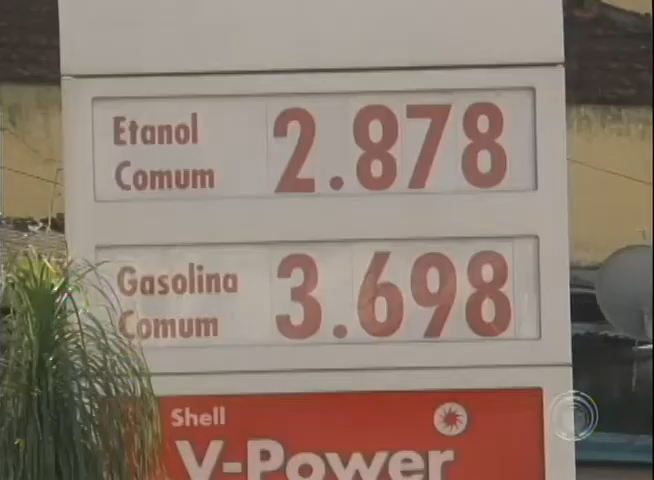 Etanol
Comum
2.878
Gasolina
Comum
3.698
Shell
V-Power